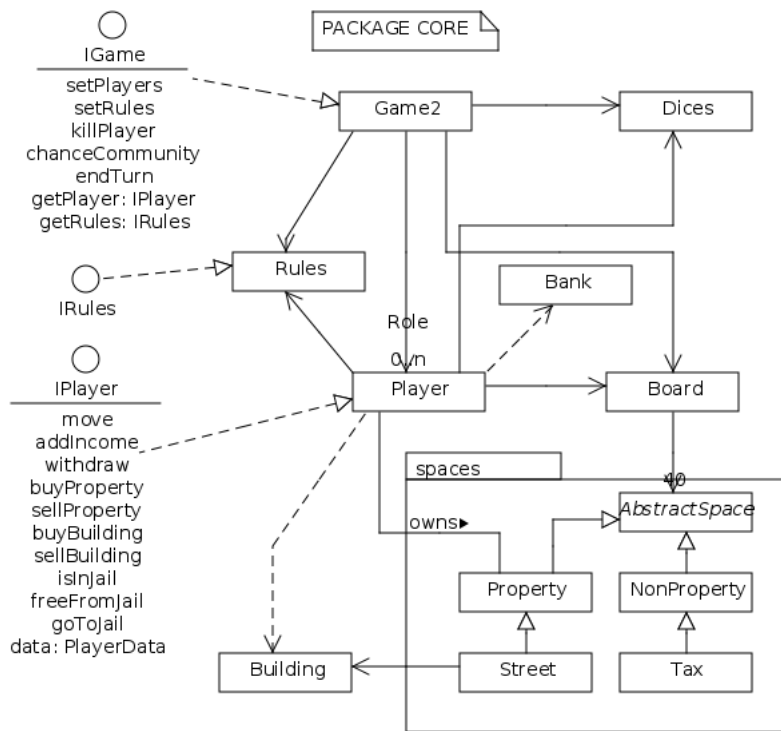 PACKAGE CORE
IGame
setPlayers
setRules
killPlayer
chanceCommunity
endTurn
getPlayer: IPlayer
getRules: IRules
Game2
Dices
Rules
IRules
Bank
Role
0..n
IPlayer
move
addIncome
withdraw
buyProperty
sellProperty
buyBuilding
sellBuilding
isInJail
freeFromJail
goToJail
data: PlayerData
Player
Board
spaces
40
AbstractSpace
owns▸
Property
NonProperty
Building
Street
Tax